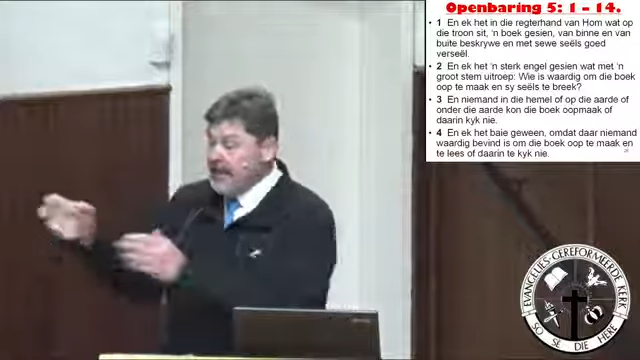 Openbaring 5: 1 – 14.
• 1 En ek het in die regterhand van Hom wat op
die troon sit, 'n boek gesien, van binne en van
buite beskrywe en met sewe seëls goed
verseël.
• 2 En ek het 'n sterk engel gesien wat met 'n
groot stem uitroep: Wie is waardig om die boek
oop te maak en sy seëls te breek?
• 3 En niemand in die hemel of op die aarde of
onder die aarde kon die boek oopmaak of
daarin kyk nie.
• 4 En ek het baie geween, omdat daar niemand
waardig bevind is om die boek oop te maak en
te lees of daarin te kyk nie.
EVANGELIES-GEREFORMEERDE KERK
SO SÊ DIE HERE